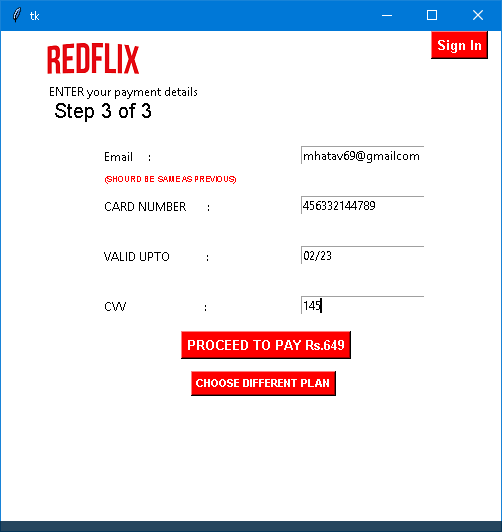 tk
Sign In
REDFLIX
ENTER your payment details
Step 3 of 3
Email : mhatav69@gmailcom
(SHOURD BE SAME AS PREVIOUS)
CARD NUMBER : 456332144789
VALID UPTO : 02/23
CVV : 145
PROCEED TO PAY Rs.649
CHOOSE DIFFERENT PLAN